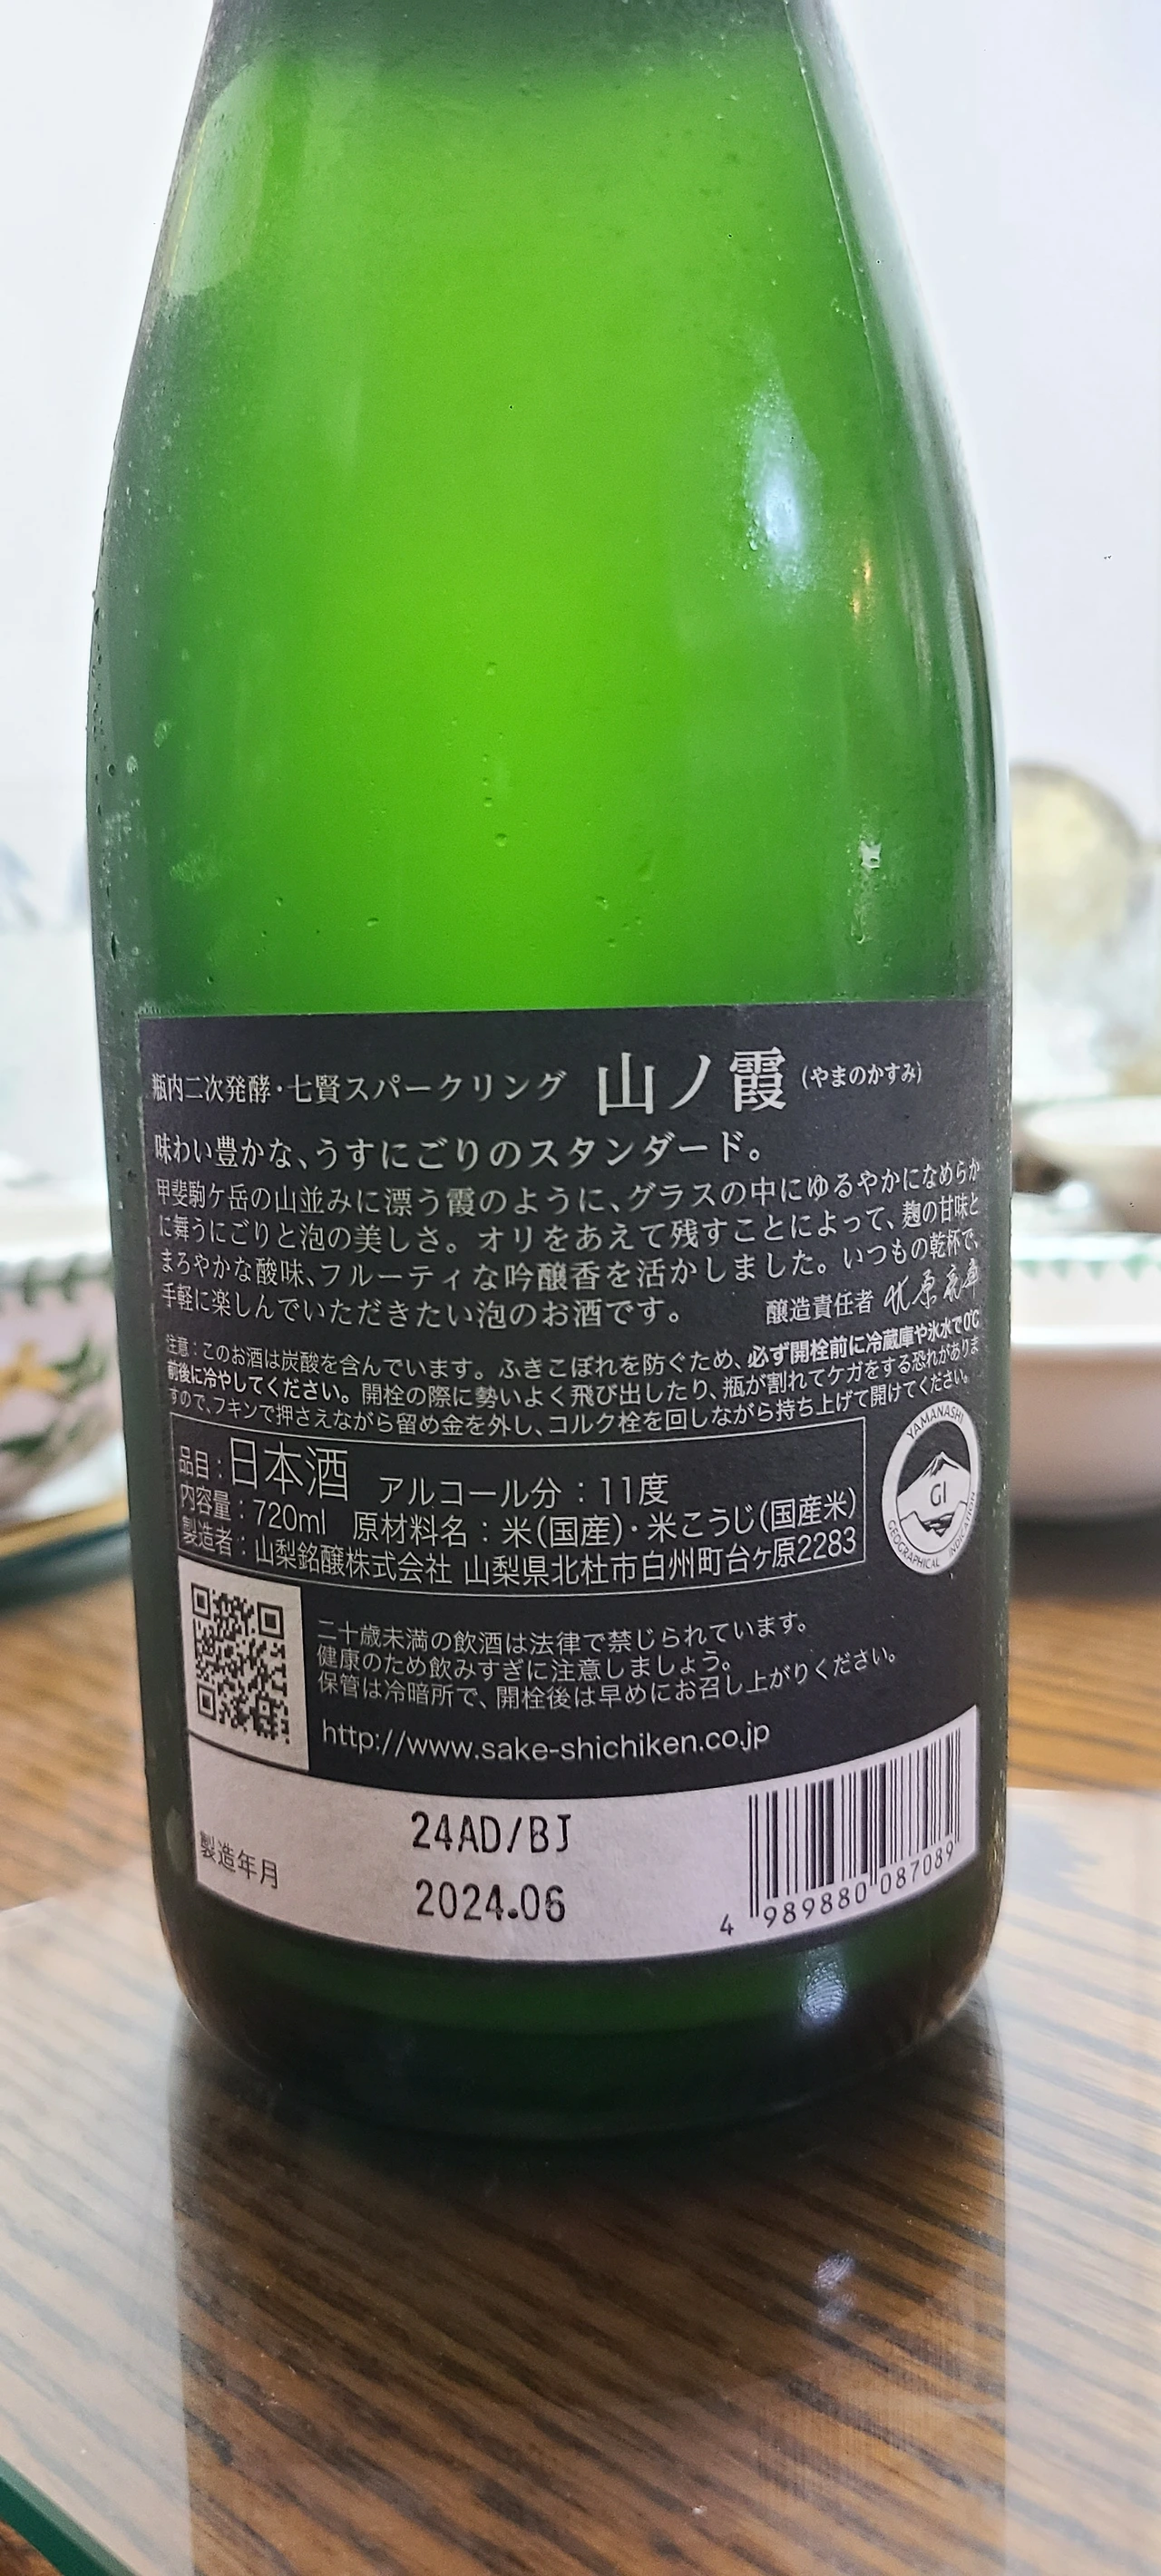 瓶内二次発酵・七賢スパークリング 山ノ霞 (やまのかすみ)
味わい豊かな、うすにごりのスタンダード。
甲斐駒ケ岳の山並みに漂う霞のように、グラスの中にゆるやかになめらか
に舞うにごりと泡の美しさ。オリをあえて残すことによって、麹の甘味と
まろやかな酸味、フルーティな吟醸香を活かしました。いつもの乾杯で、
手軽に楽しんでいただきたい泡のお酒です。 醸造責任者
注意：このお酒は炭酸を含んでいます。ふきこぼれを防ぐため、必ず開栓前に冷蔵庫や氷水で0℃
前後に冷やしてください。開栓の際に勢いよく飛び出したり、瓶が割れてケガをする恐れがありま
すので、フキンで押さえながら留め金を外し、コルク栓を回しながら持ち上げて開けてください。
品目：日本酒 アルコール分：11度
内容量：720ml 原材料名：米（国産）・米こうじ（国産米）
製造者：山梨銘醸株式会社 山梨県北杜市白州町台ヶ原2283
YAMANASHI
GI
GEOGRAPHICAL INDICATION
二十歳未満の飲酒は法律で禁じられています。
健康のため飲みすぎに注意しましょう。
保管は冷暗所で、開栓後は早めにお召し上がりください。
http://www.sake-shichiken.co.jp
24AD/BJ
製造年月 2024.06
4 989880 087089